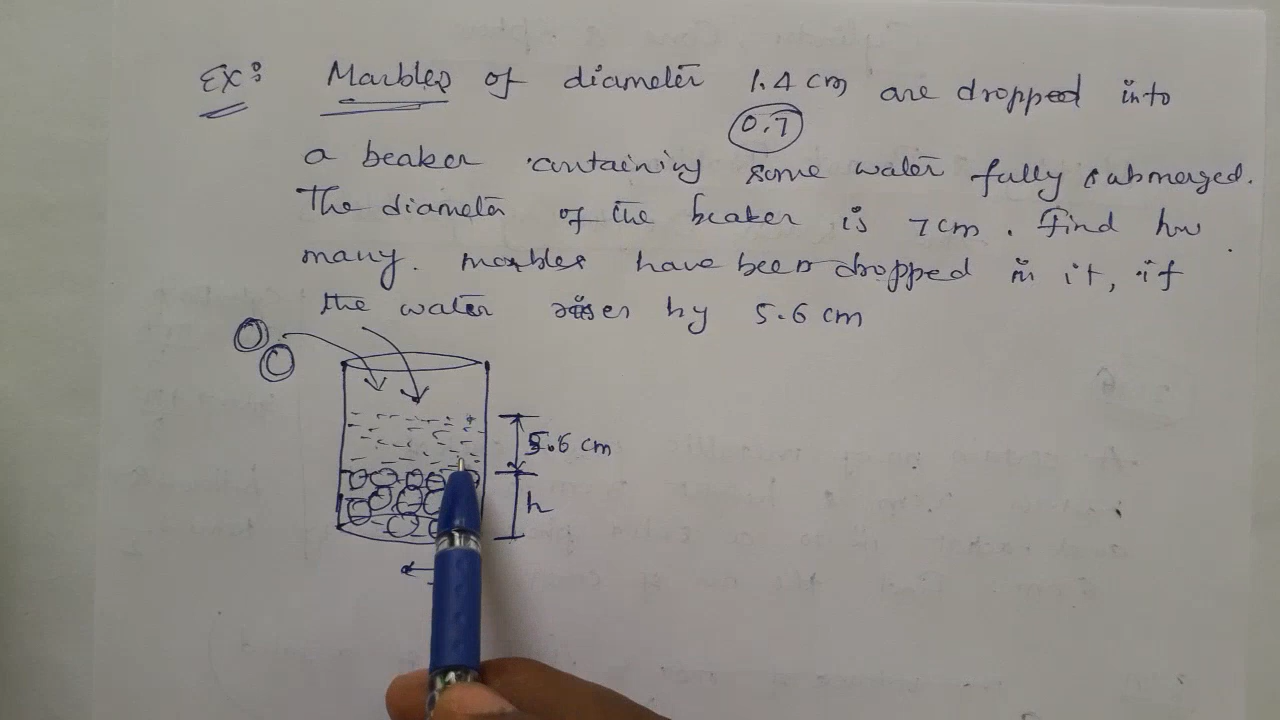 Ex: Marbles of diameter 1.4 cm are dropped into
0.7
a beaker containing some water fully submerged.
The diameter of the beaker is 7cm. Find how
many. marbles have been dropped in it, if
the water rises by 5.6 cm
5.6 cm
h